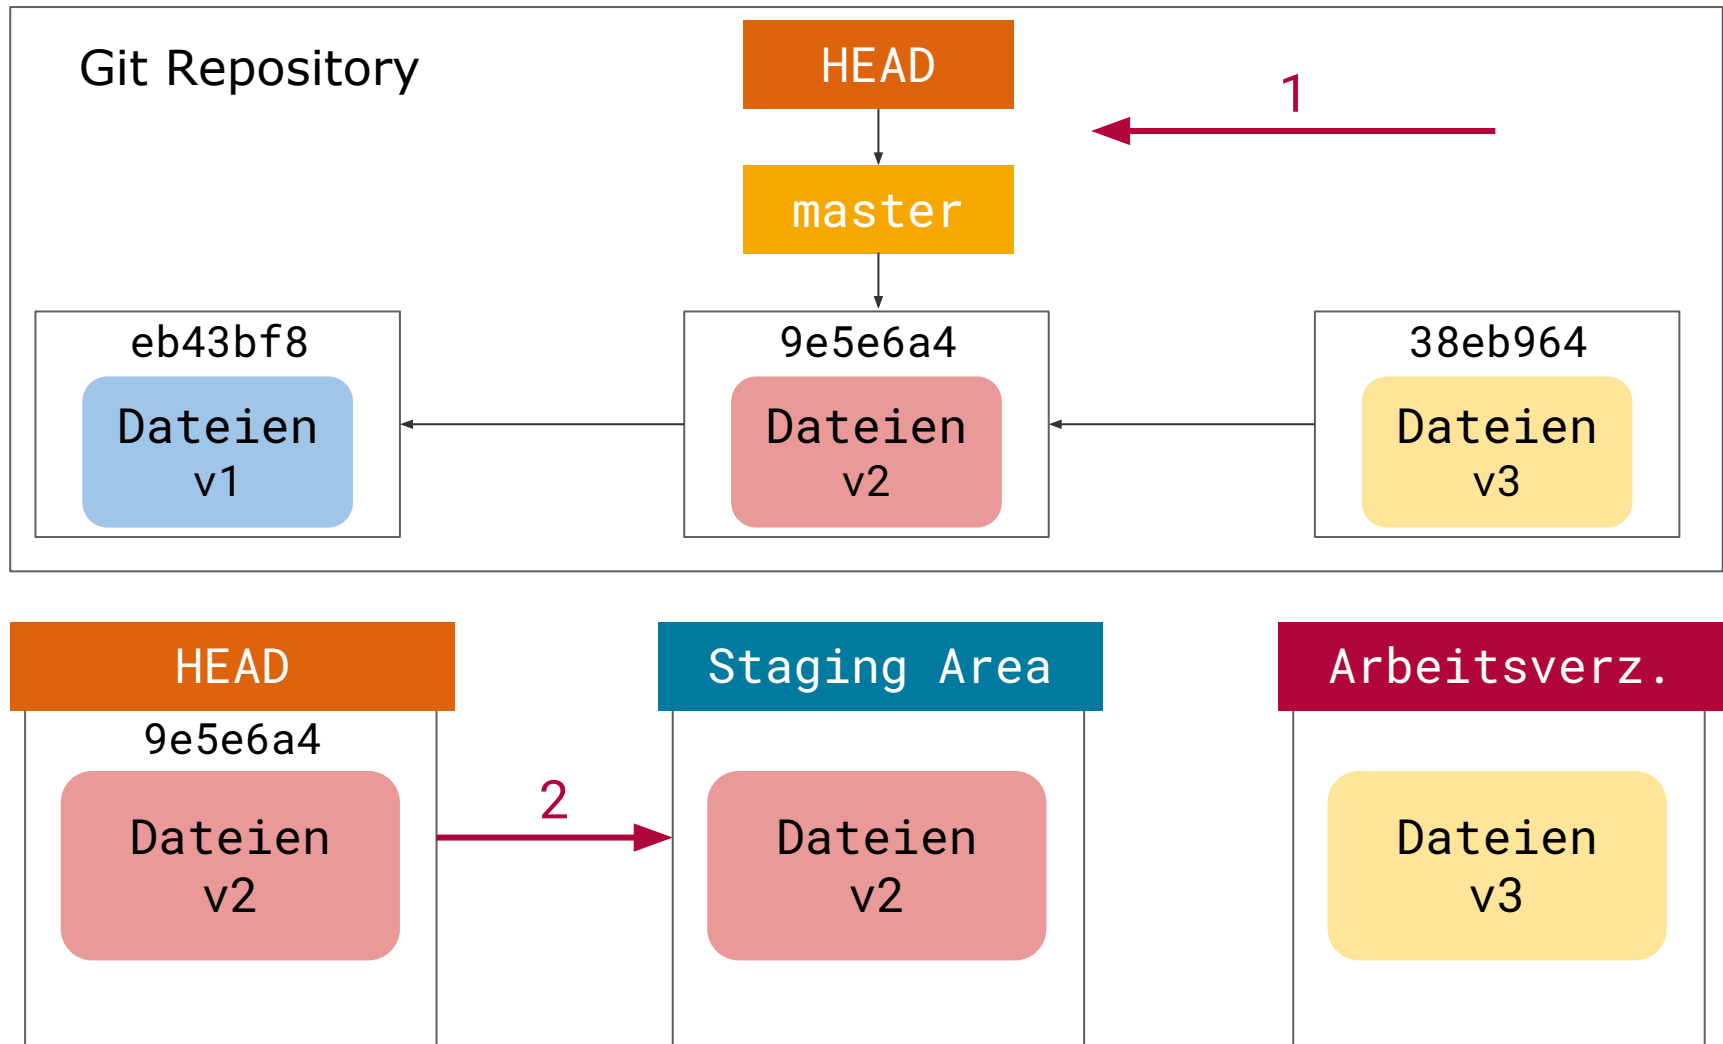 Git Repository
HEAD
1
master
eb43bf8
9e5e6a4
38eb964
Dateien
v1
Dateien
v2
Dateien
v3
HEAD
Staging Area
Arbeitsverz.
9e5e6a4
Dateien
v2
2
Dateien
v2
Dateien
v3